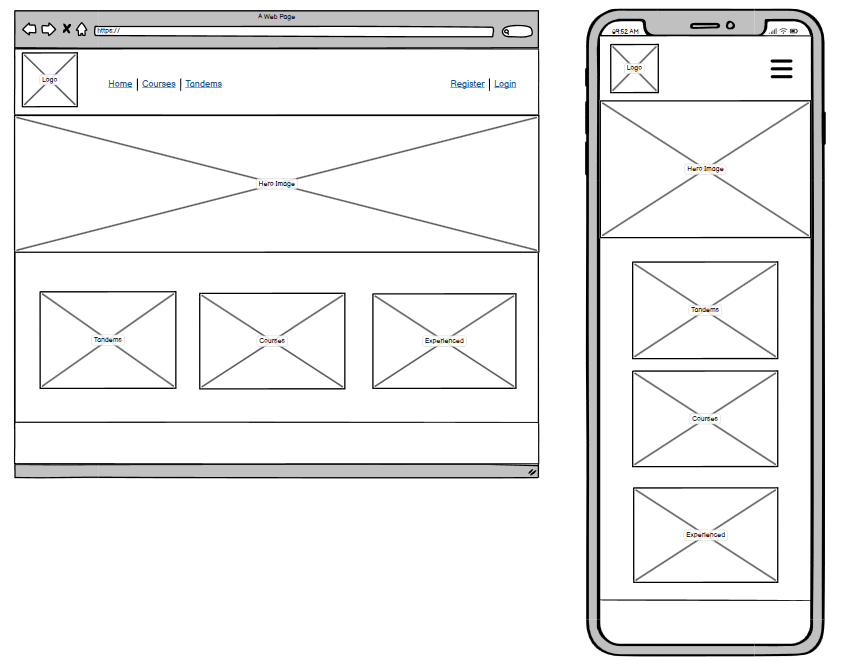 A Web Page
https://
Logo
Home | Courses | Tandems
Register | Login
Hero Image
Tandems
Courses
Experienced
09:52 AM
Logo
Hero Image
Tandems
Courses
Experienced